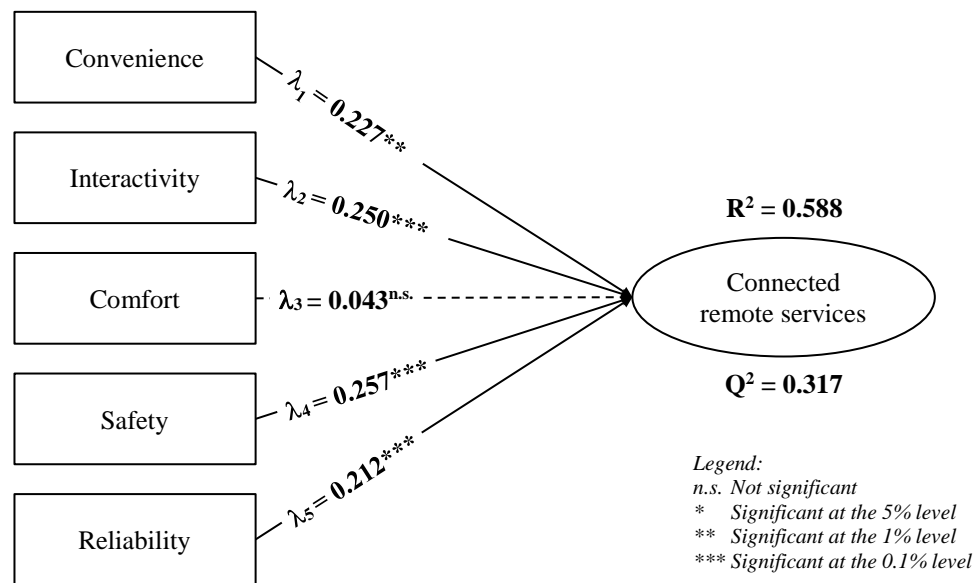 Convenience
λ₁ = 0.227**
Interactivity
λ₂ = 0.250***
R² = 0.588
Comfort
λ₃ = 0.043ⁿ·ˢ·
Connected
remote services
Safety
λ₄ = 0.257***
Q² = 0.317
Reliability
λ₅ = 0.212***
Legend:
n.s. Not significant
* Significant at the 5% level
** Significant at the 1% level
*** Significant at the 0.1% level